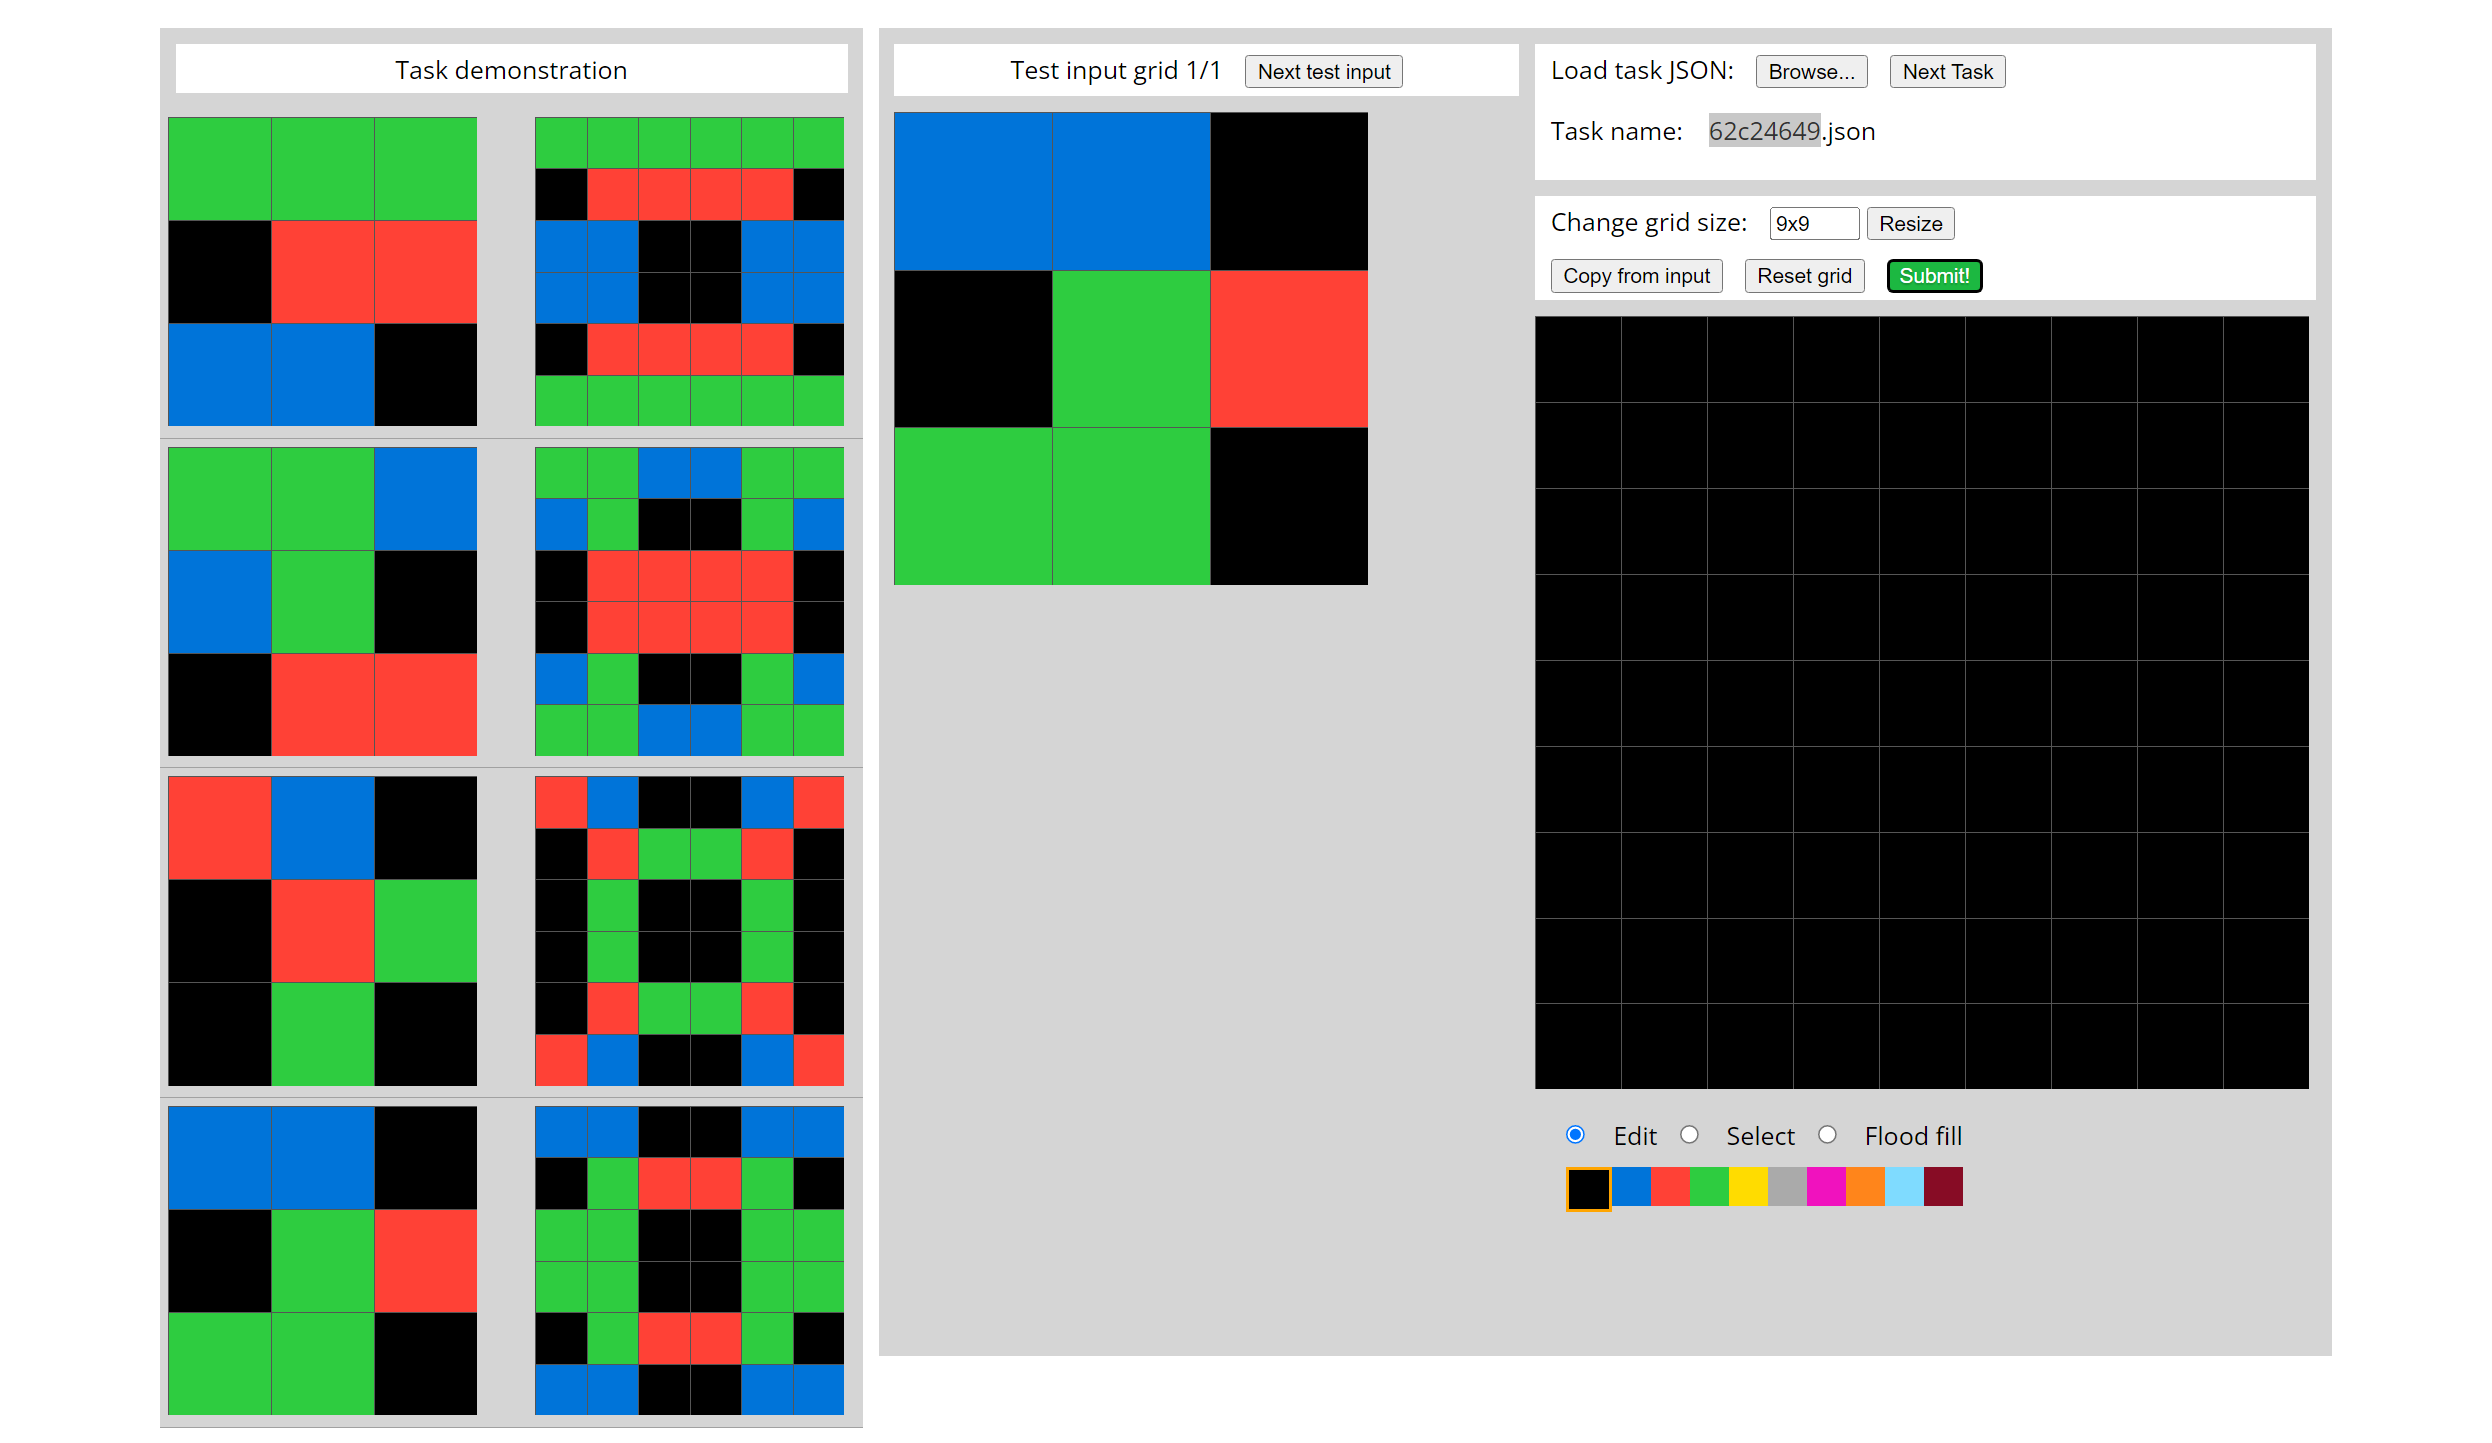 Task demonstration
Test input grid 1/1 Next test input
Load task JSON: Browse... Next Task
Task name: 62c24649.json
Change grid size: 9x9 Resize
Copy from input Reset grid Submit!
Edit Select Flood fill